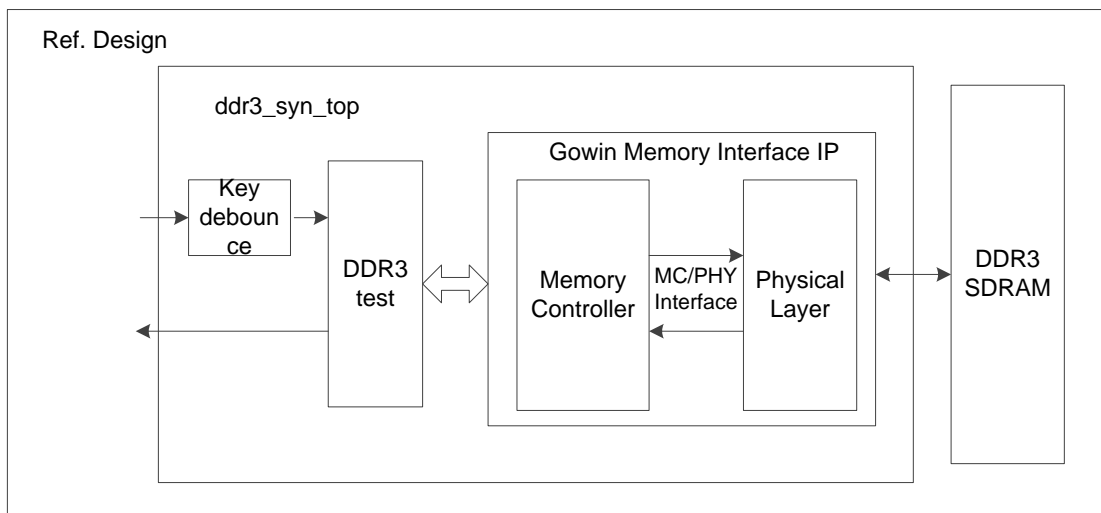 Ref. Design
ddr3_syn_top
Gowin Memory Interface IP
Key
deboun
ce
DDR3
test
Memory
Controller
MC/PHY
Interface
Physical
Layer
DDR3
SDRAM